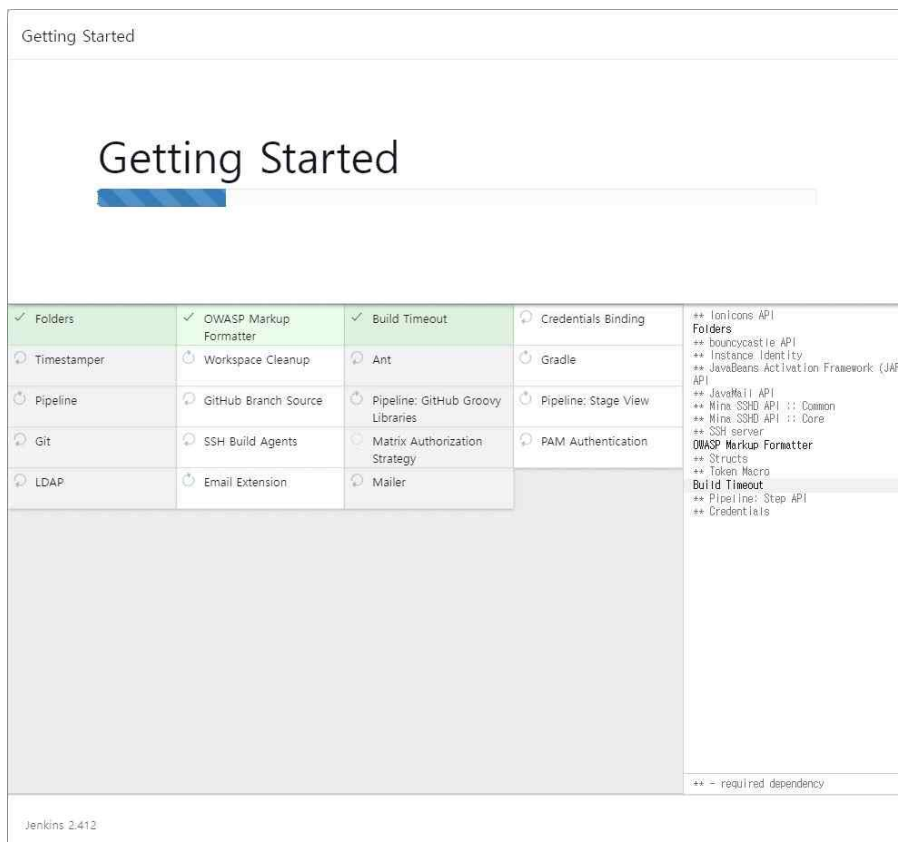 Getting Started
Getting Started
Folders
OWASP Markup
Formatter
Build Timeout
Credentials Binding
Timestamper
Workspace Cleanup
Ant
Gradle
Pipeline
GitHub Branch Source
Pipeline: GitHub Groovy
Libraries
Pipeline: Stage View
Git
SSH Build Agents
Matrix Authorization
Strategy
PAM Authentication
LDAP
Email Extension
Mailer
** Ionicons API
Folders
** bouncycastle API
** Instance Identity
** JavaBeans Activation Framework (JAF
API
** JavaMail API
** Mina SSHD API :: Common
** Mina SSHD API :: Core
** SSH server
OWASP Markup Formatter
** Structs
** Token Macro
Build Timeout
** Pipeline: Step API
** Credentials
** - required dependency
Jenkins 2.412